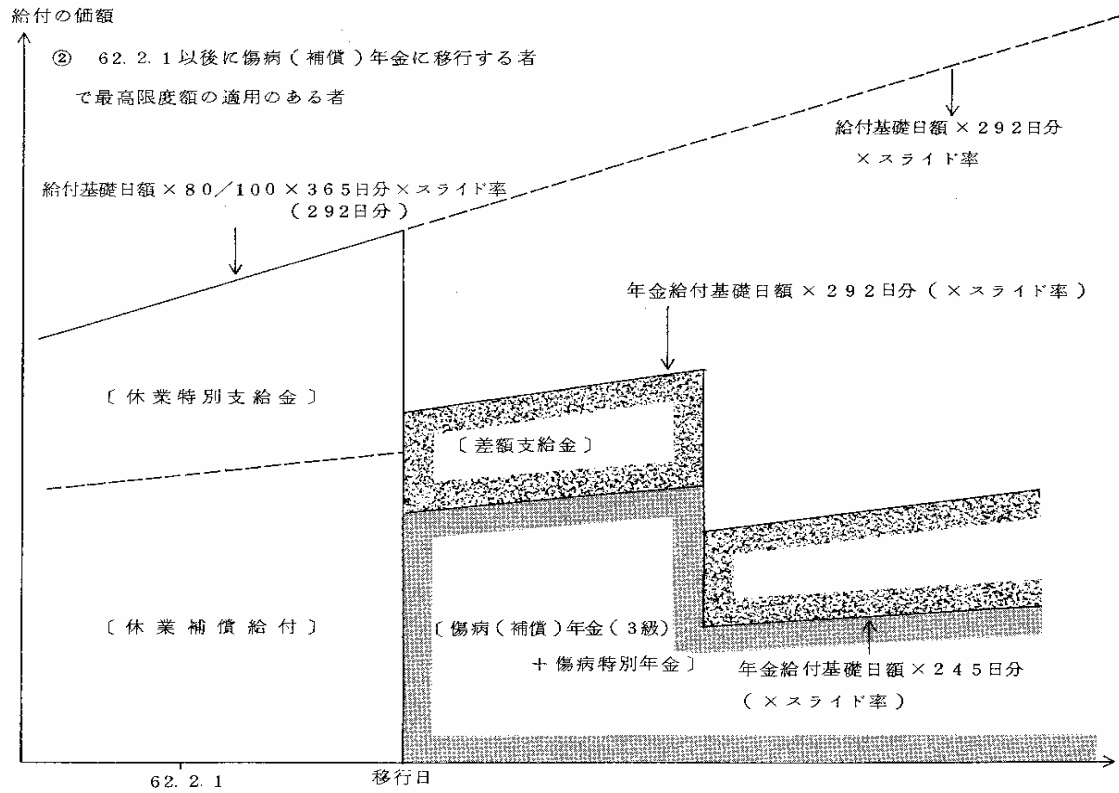 給付の価額
② 62.2.1以後に傷病(補償)年金に移行する者
で最高限度額の適用のある者
給付基礎日額×292日分
×スライド率
給付基礎日額×80/100×365日分×スライド率
(292日分)
年金給付基礎日額×292日分(×スライド率)
〔休業特別支給金〕
〔差額支給金〕
〔休業補償給付〕
〔傷病(補償)年金(3級)
+傷病特別年金〕
年金給付基礎日額×245日分
(×スライド率)
62.2.1
移行日